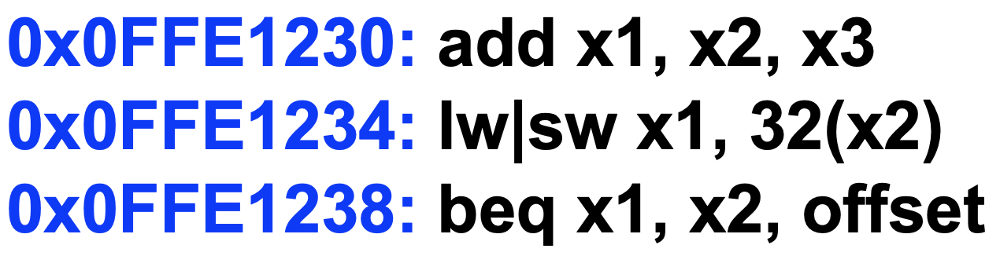 0x0FFE1230: add x1, x2, x3
0x0FFE1234: lw|sw x1, 32(x2)
0x0FFE1238: beq x1, x2, offset